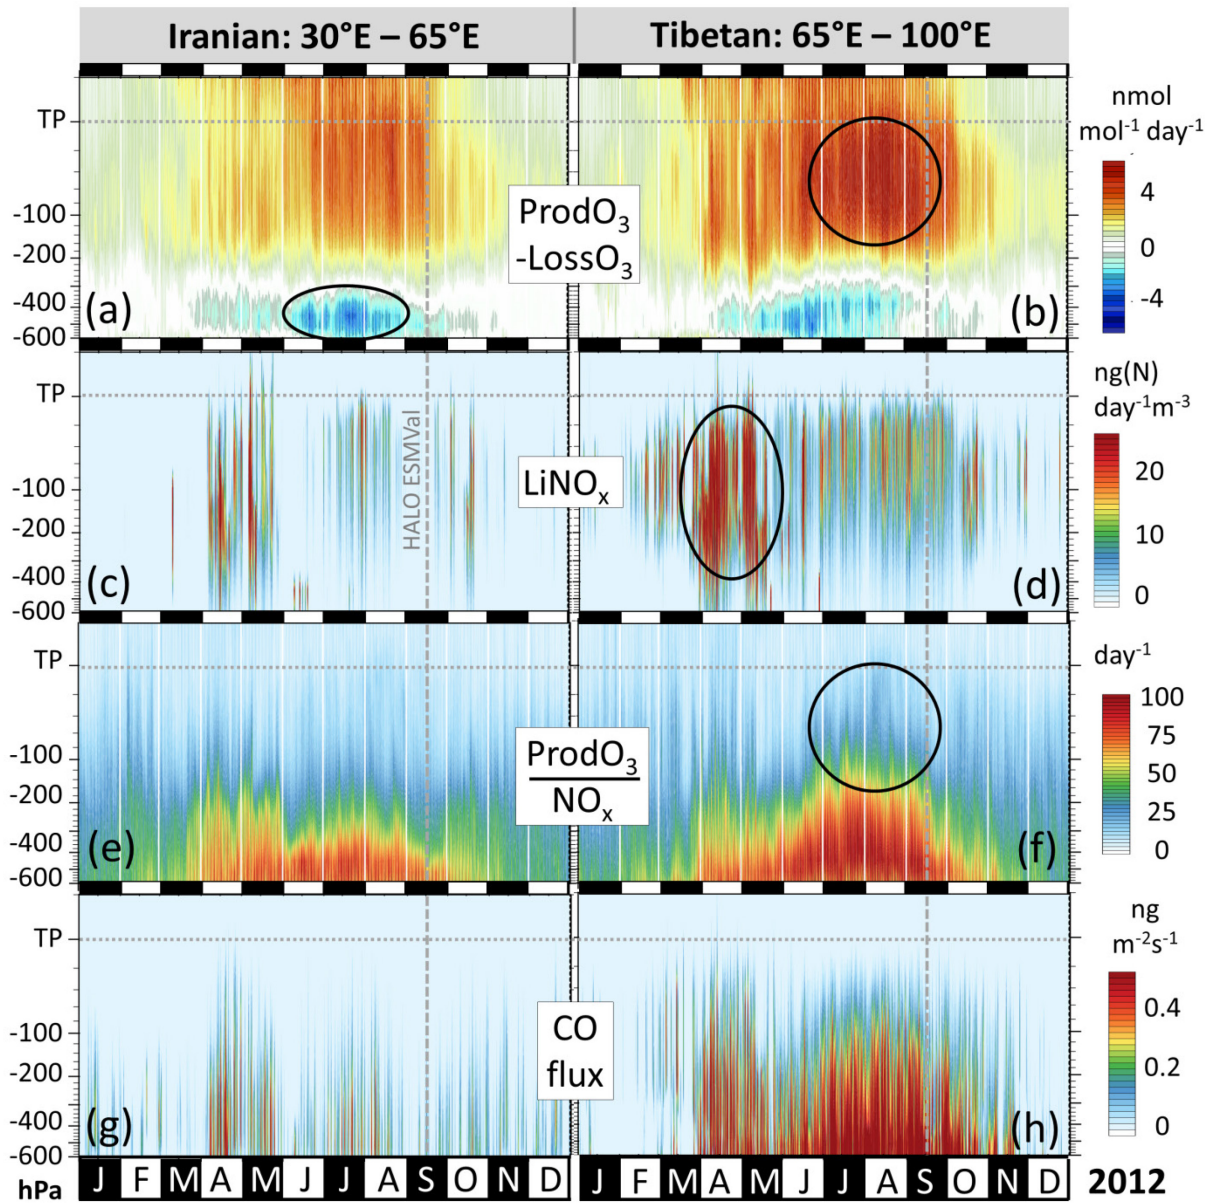 Iranian: 30°E – 65°E
Tibetan: 65°E – 100°E
TP
-100
-200
-400
-600
(a)
ProdO₃
-LossO₃
(b)
nmol
mol⁻¹ day⁻¹
4
0
-4
TP
-100
-200
-400
-600
(c)
HALO ESMVal
LiNOₓ
(d)
ng(N)
day⁻¹m⁻³
20
10
0
TP
-100
-200
-400
-600
(e)
ProdO₃
NOₓ
(f)
day⁻¹
100
75
50
25
0
TP
-100
-200
-400
-600
(g)
CO
flux
(h)
ng
m⁻²s⁻¹
0.4
0.2
0
hPa
J F M A M J J A S O N D
J F M A M J J A S O N D
2012